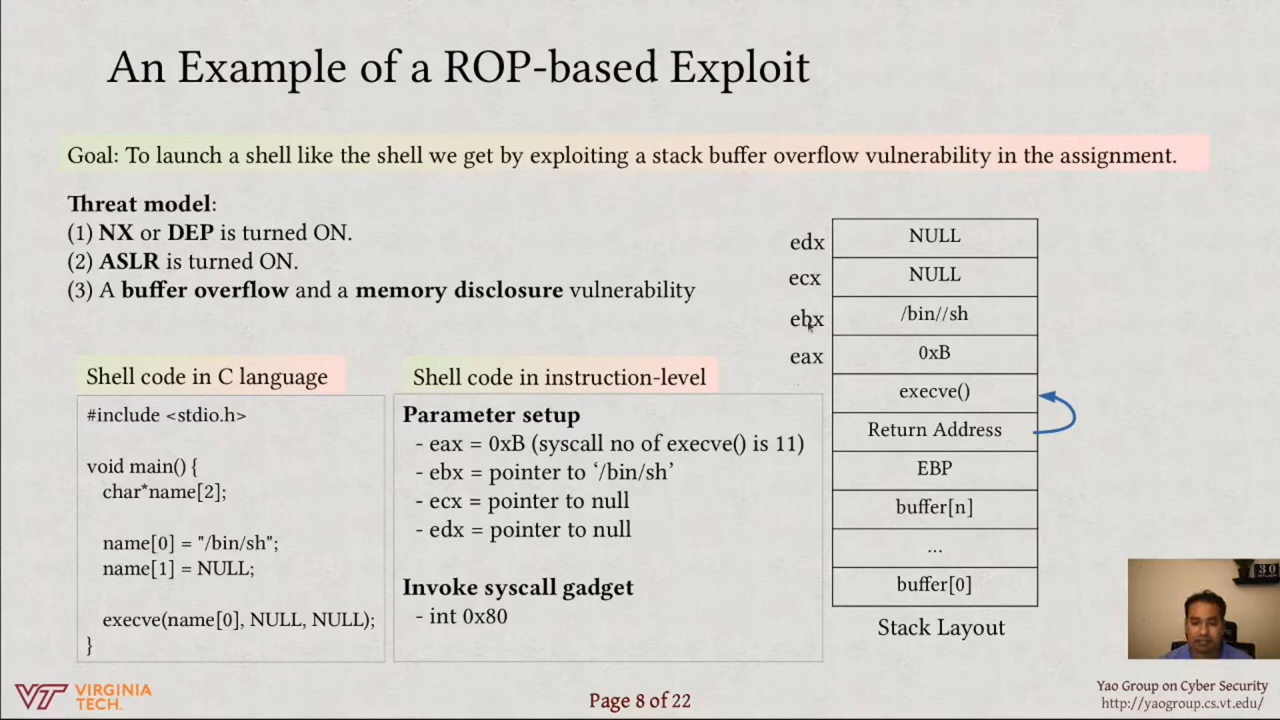 An Example of a ROP-based Exploit
Goal: To launch a shell like the shell we get by exploiting a stack buffer overflow vulnerability in the assignment.
Threat model:
(1) NX or DEP is turned ON.
(2) ASLR is turned ON.
(3) A buffer overflow and a memory disclosure vulnerability
Shell code in C language
#include <stdio.h>
void main() {
char*name[2];
name[0] = "/bin/sh";
name[1] = NULL;
execve(name[0], NULL, NULL);
}
Shell code in instruction-level
Parameter setup
- eax = 0xB (syscall no of execve() is 11)
- ebx = pointer to ‘/bin/sh’
- ecx = pointer to null
- edx = pointer to null
Invoke syscall gadget
- int 0x80
edx NULL
ecx NULL
ebx /bin//sh
eax 0xB
execve()
Return Address
EBP
buffer[n]
...
buffer[0]
Stack Layout
30
VT VIRGINIA
TECH.
Page 8 of 22
Yao Group on Cyber Security
http://yaogroup.cs.vt.edu/